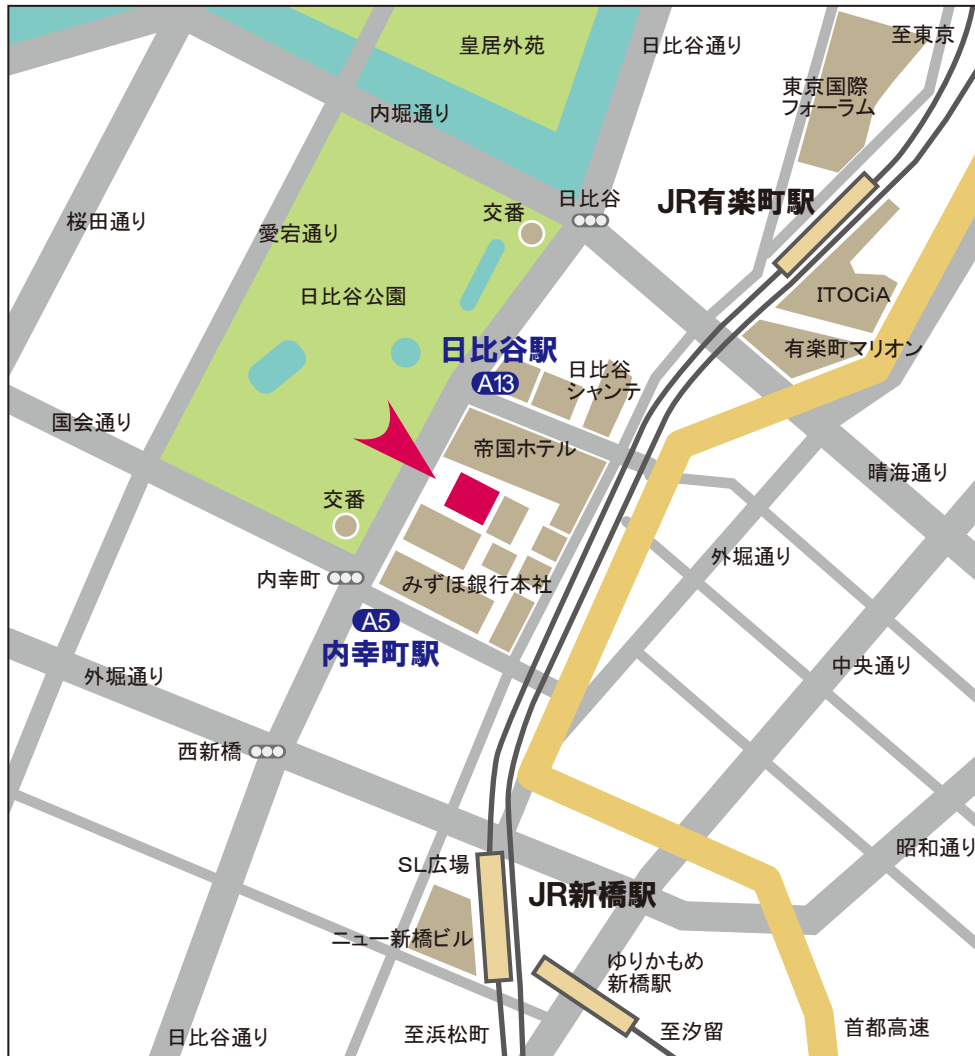 皇居外苑
日比谷通り
至東京
東京国際
フォーラム
内堀通り
桜田通り
愛宕通り
交番
日比谷
JR有楽町駅
日比谷公園
ITOCiA
有楽町マリオン
日比谷駅
A13
日比谷
シャンテ
国会通り
帝国ホテル
晴海通り
交番
外堀通り
内幸町
みずほ銀行本社
A5
内幸町駅
外堀通り
中央通り
西新橋
昭和通り
SL広場
JR新橋駅
ニュー新橋ビル
ゆりかもめ
新橋駅
日比谷通り
至浜松町
至汐留
首都高速